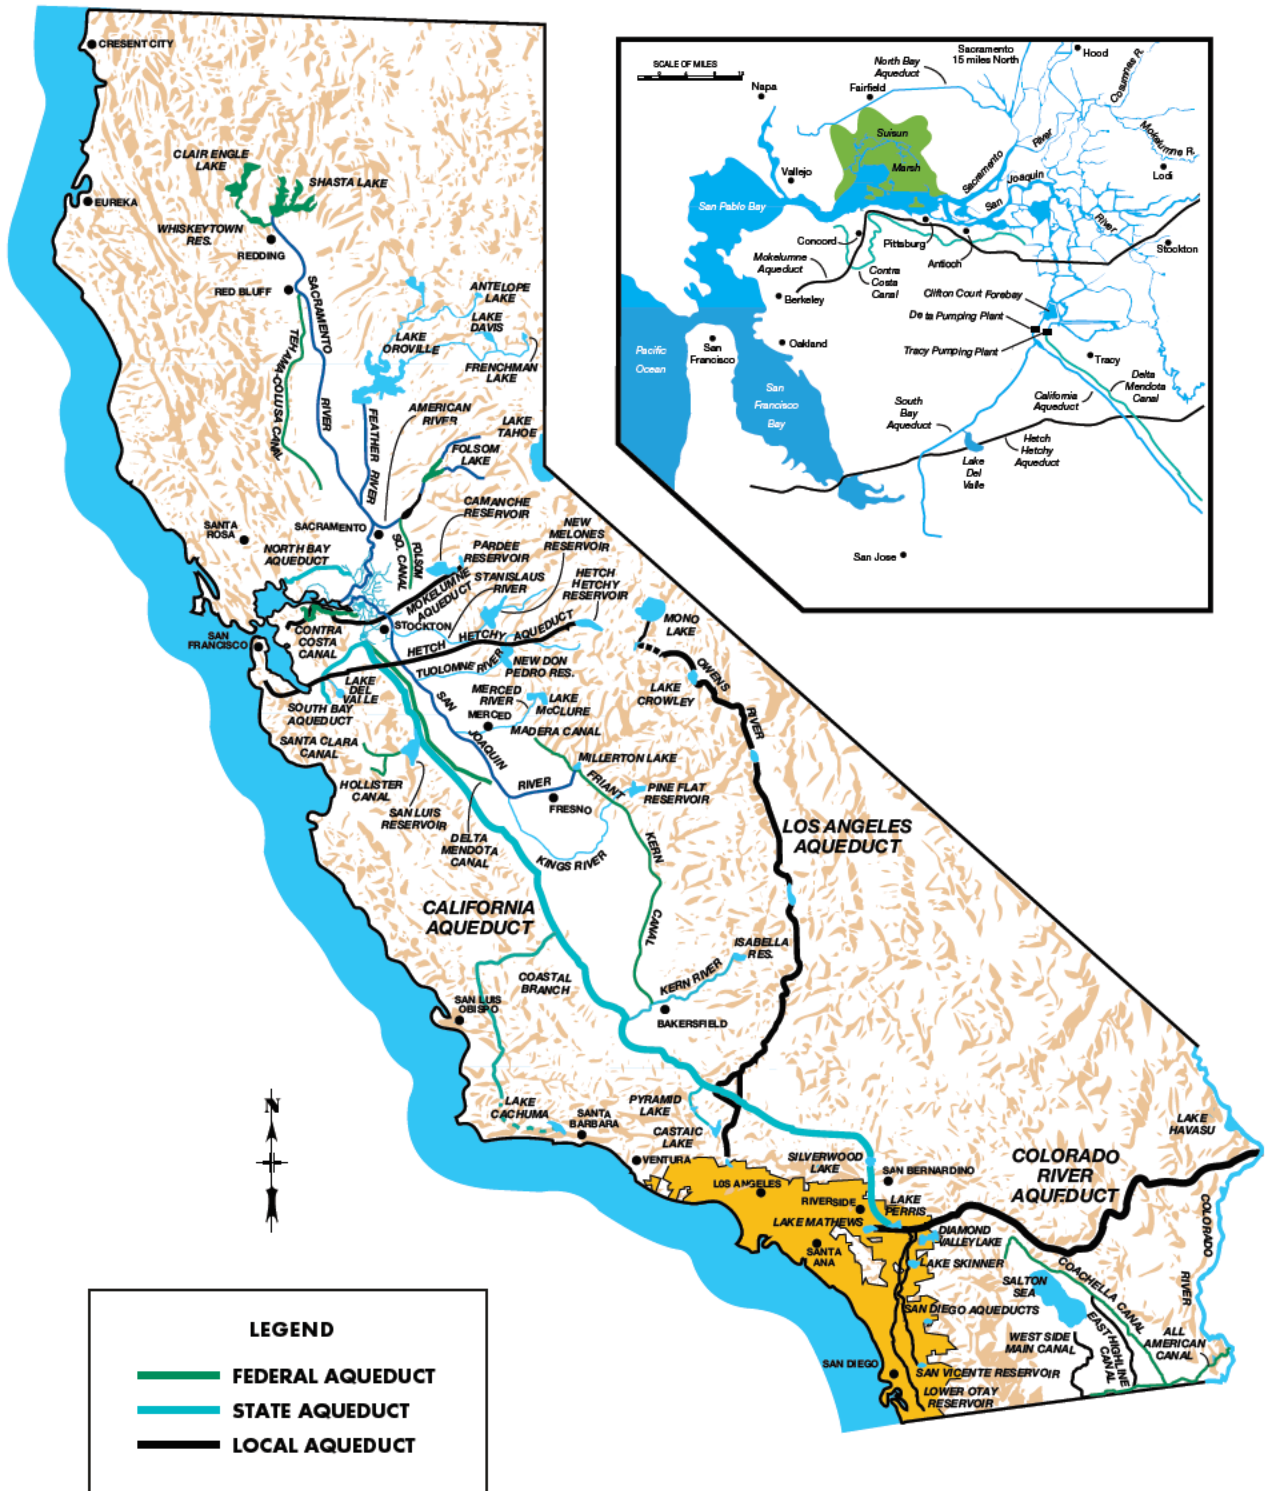 CRESENT CITY
CLAIR ENGLE
LAKE
SHASTA LAKE
EUREKA
WHISKEYTOWN
RES.
REDDING
RED BLUFF
SACRAMENTO
RIVER
TEHAMA-COLUSA CANAL
ANTELOPE
LAKE
LAKE
DAVIS
LAKE
OROVILLE
FRENCHMAN
LAKE
FEATHER RIVER
AMERICAN
RIVER
LAKE
TAHOE
FOLSOM
LAKE
SANTA
ROSA
SACRAMENTO
CAMANCHE
RESERVOIR
NEW
MELONES
RESERVOIR
NORTH BAY
AQUEDUCT
FOLSON
SO. CANAL
PARDEE
RESERVOIR
STANISLAUS
RIVER
HETCH
HETCHY
RESERVOIR
MOKELUMNE
AQUEDUCT
SAN
FRANCISCO
CONTRA
COSTA
CANAL
STOCKTON
HETCH HETCHY AQUEDUCT
MONO
LAKE
TUOLOMNE RIVER
NEW DON
PEDRO RES.
OWENS
RIVER
LAKE
DEL
VALLE
SOUTH BAY
AQUEDUCT
SAN
JOAQUIN
RIVER
MERCED
RIVER
LAKE
McCLURE
LAKE
CROWLEY
MERCED
MADERA CANAL
SANTA CLARA
CANAL
MILLERTON LAKE
HOLLISTER
CANAL
SAN LUIS
RESERVOIR
FRIANT
KERN
CANAL
PINE FLAT
RESERVOIR
FRESNO
DELTA
MENDOTA
CANAL
KINGS RIVER
LOS ANGELES
AQUEDUCT
CALIFORNIA
AQUEDUCT
ISABELLA
RES.
COASTAL
BRANCH
KERN RIVER
SAN LUIS
OBISPO
BAKERSFIELD
N
LAKE
CACHUMA
SANTA
BARBARA
PYRAMID
LAKE
CASTAIC
LAKE
VENTURA
LOS ANGELES
SILVERWOOD
LAKE
SAN BERNARDINO
RIVERSIDE
LAKE
PERRIS
LAKE MATHEWS
SANTA
ANA
DIAMOND
VALLEY LAKE
LAKE SKINNER
COLORADO
RIVER
AQUEDUCT
LAKE
HAVASU
COLORADO
RIVER
SALTON
SEA
COACHELLA CANAL
SAN DIEGO AQUEDUCTS
WEST SIDE
MAIN CANAL
EAST HIGHLINE
CANAL
ALL
AMERICAN
CANAL
SAN DIEGO
SAN VICENTE RESERVOIR
LOWER OTAY
RESERVOIR
SCALE OF MILES
Napa
North Bay
Aqueduct
Fairfield
Sacramento
15 miles North
Hood
Cosumnes R.
Suisun
Marsh
Sacramento
River
Mokelumne R.
Lodi
Vallejo
San
Joaquin
River
San Pablo Bay
Concord
Pittsburg
Antioch
Stockton
Mokelumne
Aqueduct
Contra
Costa
Canal
Berkeley
Clifton Court Forebay
Delta Pumping Plant
Tracy Pumping Plant
Oakland
San
Francisco
Pacific
Ocean
Tracy
San
Francisco
Bay
Delta
Mendota
Canal
South
Bay
Aqueduct
California
Aqueduct
Hetch
Hetchy
Aqueduct
Lake
Del
Valle
San Jose
LEGEND
FEDERAL AQUEDUCT
STATE AQUEDUCT
LOCAL AQUEDUCT